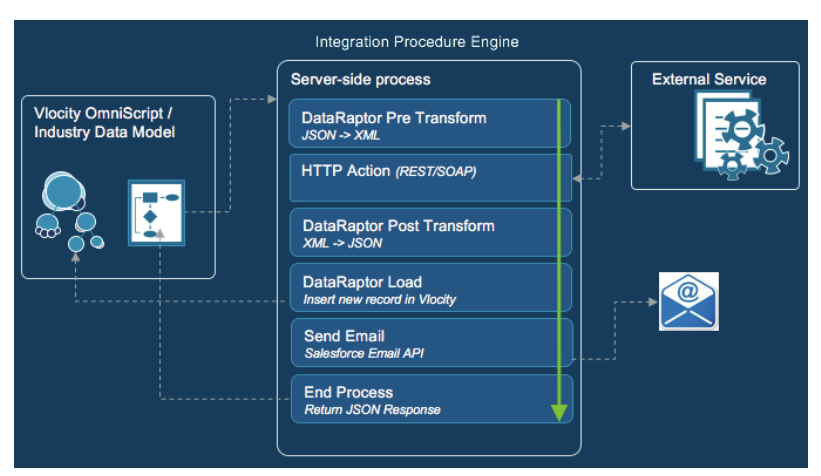 Integration Procedure Engine
Vlocity OmniScript /
Industry Data Model
Server-side process
DataRaptor Pre Transform
JSON -> XML
HTTP Action (REST/SOAP)
DataRaptor Post Transform
XML -> JSON
DataRaptor Load
Insert new record in Vlocity
Send Email
Salesforce Email API
End Process
Return JSON Response
External Service
@